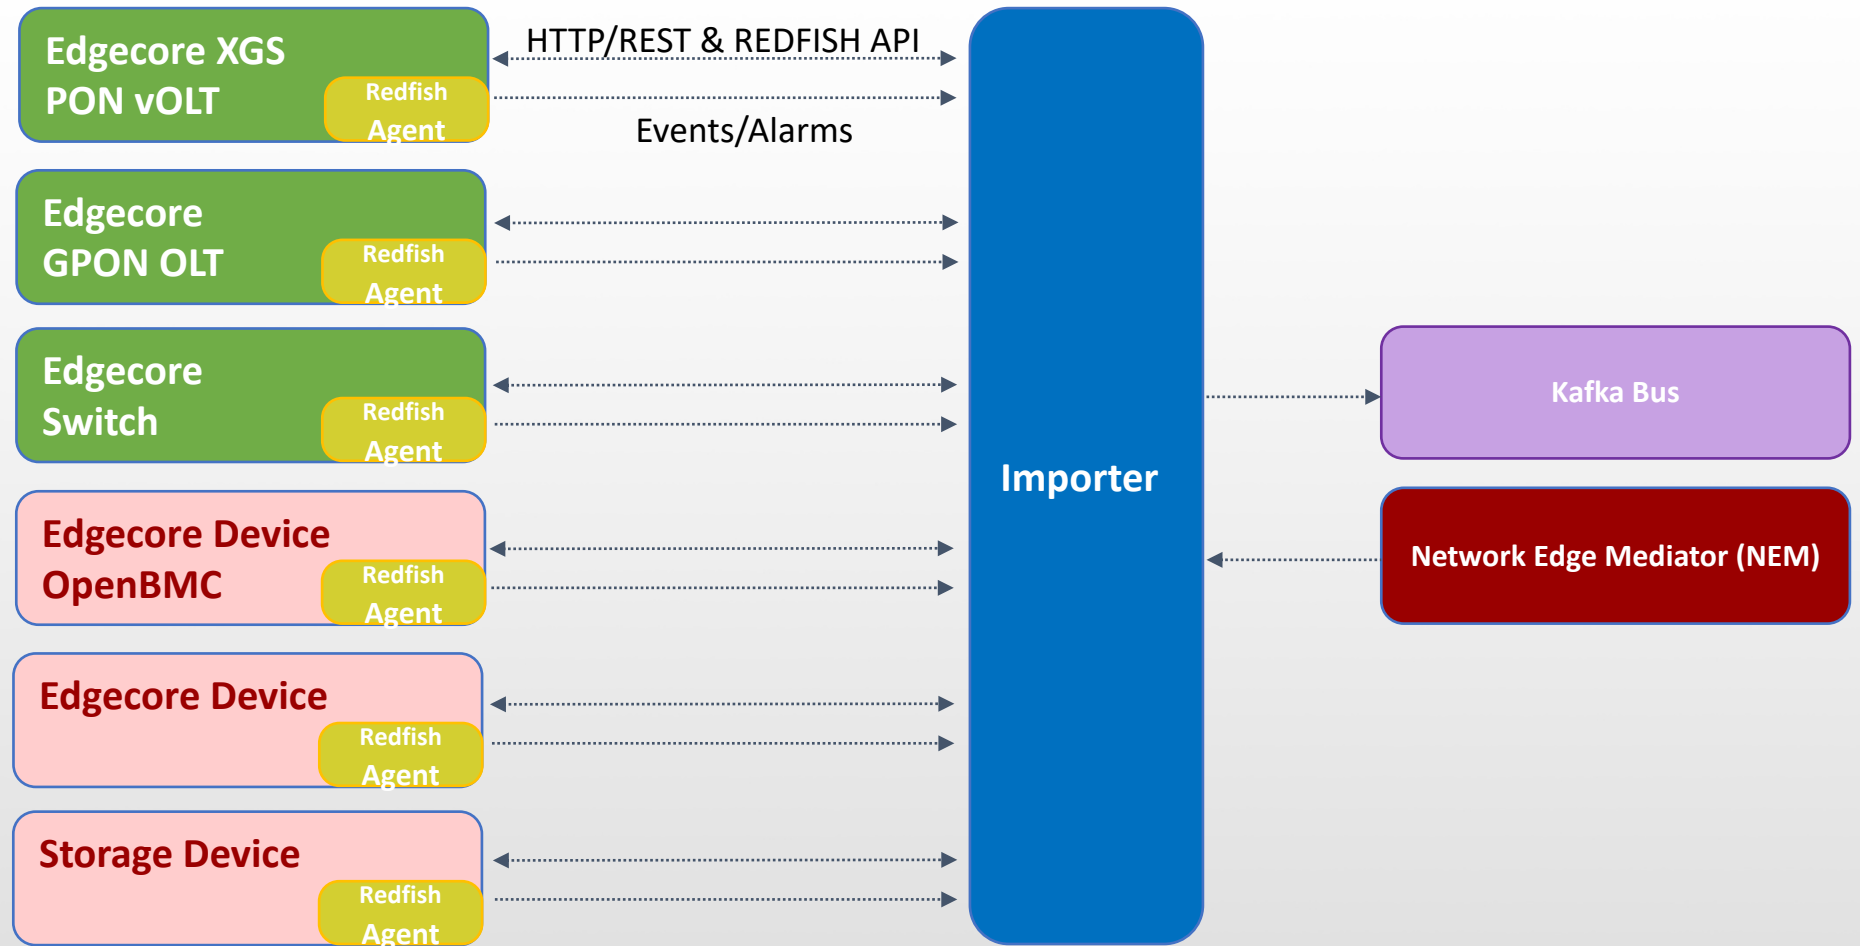 Edgecore XGS
PON vOLT
Redfish
Agent
HTTP/REST & REDFISH API
Events/Alarms
Edgecore
GPON OLT
Redfish
Agent
Edgecore
Switch
Redfish
Agent
Edgecore Device
OpenBMC
Redfish
Agent
Edgecore Device
Redfish
Agent
Storage Device
Redfish
Agent
Importer
Kafka Bus
Network Edge Mediator (NEM)